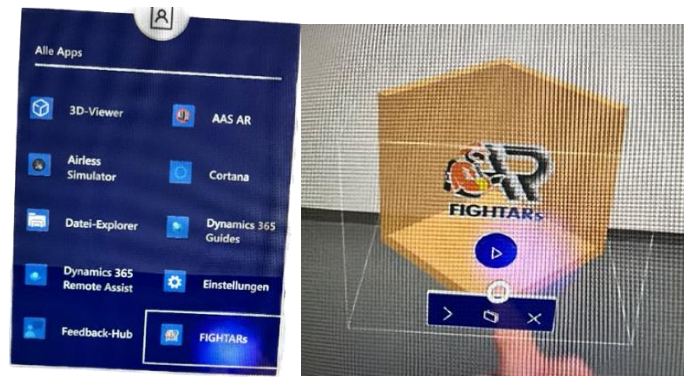 Alle Apps
3D-Viewer
AAS AR
Airless
Simulator
Cortana
Datei-Explorer
Dynamics 365
Guides
Dynamics 365
Remote Assist
Einstellungen
Feedback-Hub
FIGHTARs
AR
FIGHTARs